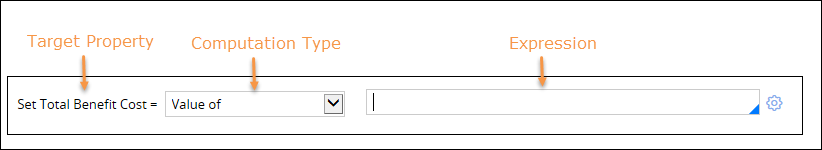 Target Property Computation Type Expression
Set Total Benefit Cost = Value of